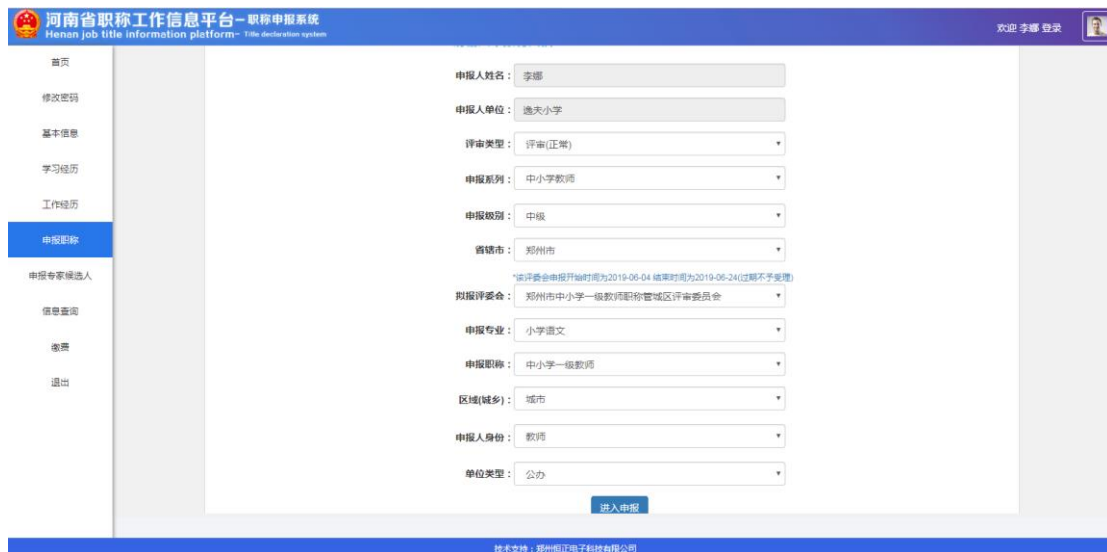 河南省职称工作信息平台-职称申报系统
Henan job title information platform- Title declaration system
欢迎 李娜 登录
首页
修改密码
基本信息
学习经历
工作经历
申报职称
申报专家候选人
信息查询
缴费
退出
申报人姓名： 李娜
申报人单位： 逸夫小学
评审类型： 评审(正常)
申报系列： 中小学教师
申报级别： 中级
省辖市： 郑州市
*该评委会申报开始时间为2019-06-04 结束时间为2019-06-24(过期不予受理)
拟报评委会： 郑州市中小学一级教师职称管城区评审委员会
申报专业： 小学语文
申报职称： 中小学一级教师
区域(城乡)： 城市
申报人身份： 教师
单位类型： 公办
进入申报
技术支持：郑州恒正电子科技有限公司